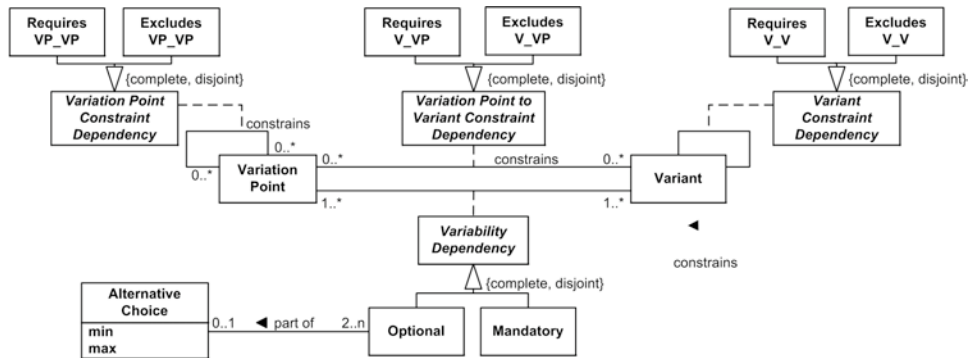 Requires
VP_VP
Excludes
VP_VP
Requires
V_VP
Excludes
V_VP
Requires
V_V
Excludes
V_V
{complete, disjoint}
{complete, disjoint}
{complete, disjoint}
Variation Point
Constraint
Dependency
Variation Point to
Variant Constraint
Dependency
Variant
Constraint
Dependency
constrains
0..*
0..*
Variation
Point
0..*
constrains
0..*
Variant
1..*
1..*
Variability
Dependency
constrains
{complete, disjoint}
Alternative
Choice
min
max
0..1
part of
2..n
Optional
Mandatory